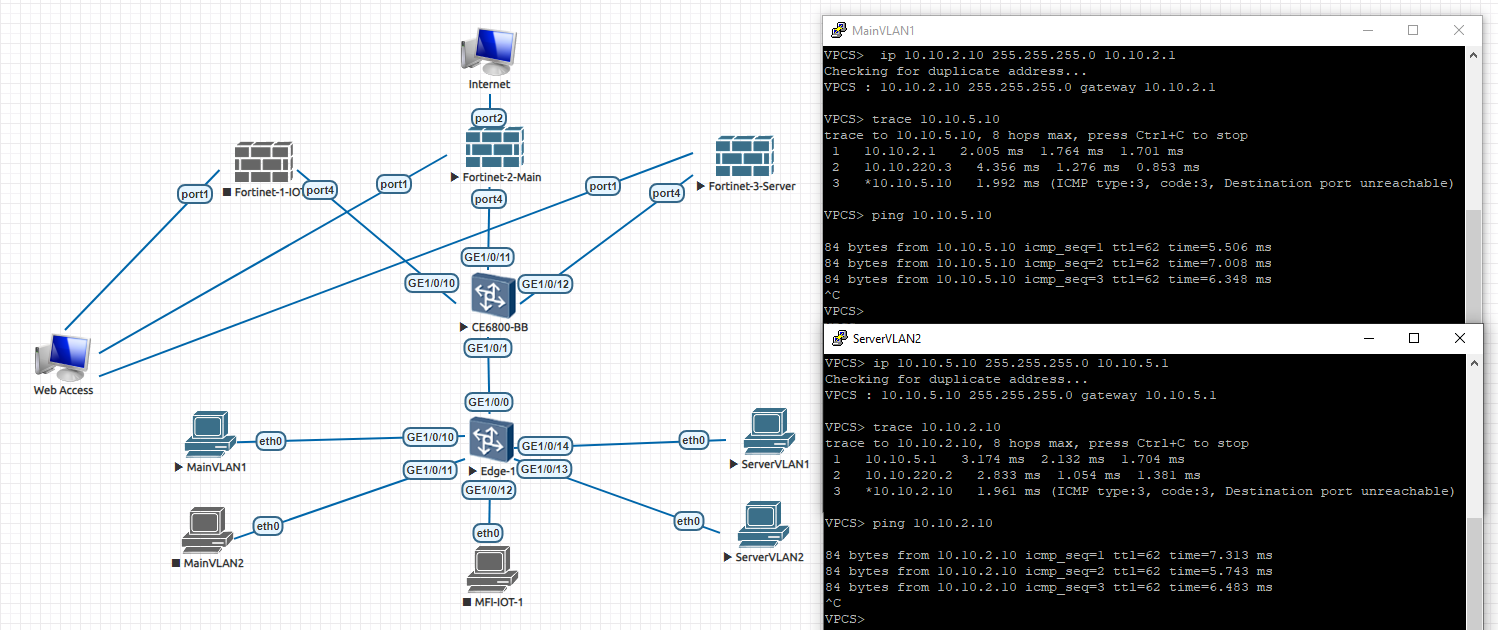 Internet
port2
Fortinet-1-IOT
port1
port4
Fortinet-2-Main
port1
port4
Fortinet-3-Server
port1
port4
GE1/0/11
GE1/0/10
GE1/0/12
CE6800-BB
GE1/0/1
Web Access
GE1/0/0
MainVLAN1
eth0
GE1/0/10
GE1/0/14
eth0
ServerVLAN1
Edge-1
GE1/0/11
GE1/0/13
GE1/0/12
MainVLAN2
eth0
eth0
MFI-IOT-1
eth0
ServerVLAN2
MainVLAN1
VPCS>  ip 10.10.2.10 255.255.255.0 10.10.2.1
Checking for duplicate address...
VPCS : 10.10.2.10 255.255.255.0 gateway 10.10.2.1
VPCS> trace 10.10.5.10
trace to 10.10.5.10, 8 hops max, press Ctrl+C to stop
1   10.10.2.1   2.005 ms  1.764 ms  1.701 ms
2   10.10.220.3   4.356 ms  1.276 ms  0.853 ms
3   *10.10.5.10   1.992 ms (ICMP type:3, code:3, Destination port unreachable)
VPCS> ping 10.10.5.10
84 bytes from 10.10.5.10 icmp_seq=1 ttl=62 time=5.506 ms
84 bytes from 10.10.5.10 icmp_seq=2 ttl=62 time=7.008 ms
84 bytes from 10.10.5.10 icmp_seq=3 ttl=62 time=6.348 ms
^C
VPCS>
ServerVLAN2
VPCS> ip 10.10.5.10 255.255.255.0 10.10.5.1
Checking for duplicate address...
VPCS : 10.10.5.10 255.255.255.0 gateway 10.10.5.1
VPCS> trace 10.10.2.10
trace to 10.10.2.10, 8 hops max, press Ctrl+C to stop
1   10.10.5.1   3.174 ms  2.132 ms  1.704 ms
2   10.10.220.2   2.833 ms  1.054 ms  1.381 ms
3   *10.10.2.10   1.961 ms (ICMP type:3, code:3, Destination port unreachable)
VPCS> ping 10.10.2.10
84 bytes from 10.10.2.10 icmp_seq=1 ttl=62 time=7.313 ms
84 bytes from 10.10.2.10 icmp_seq=2 ttl=62 time=5.743 ms
84 bytes from 10.10.2.10 icmp_seq=3 ttl=62 time=6.483 ms
^C
VPCS>